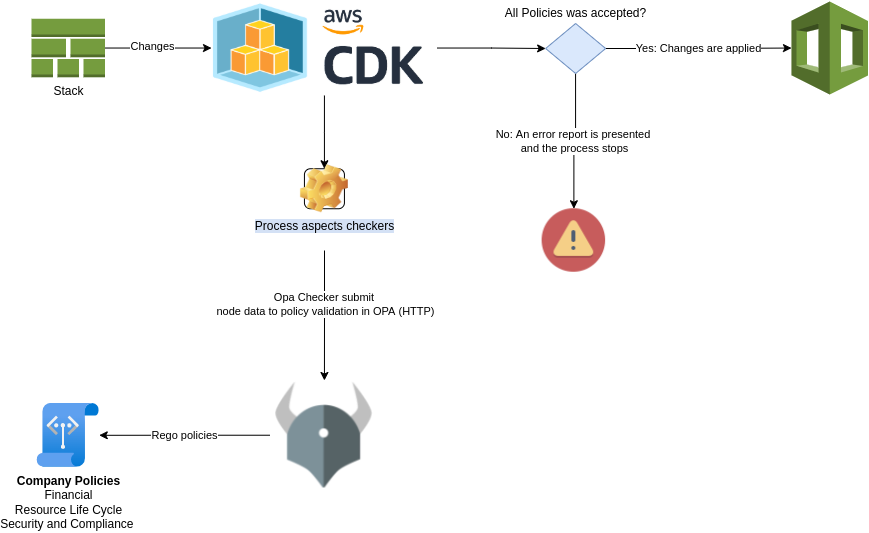 All Policies was accepted?
aws
CDK
Changes
Yes: Changes are applied
Stack
No: An error report is presented
and the process stops
Process aspects checkers
Opa Checker submit
node data to policy validation in OPA (HTTP)
Rego policies
Company Policies
Financial
Resource Life Cycle
Security and Compliance